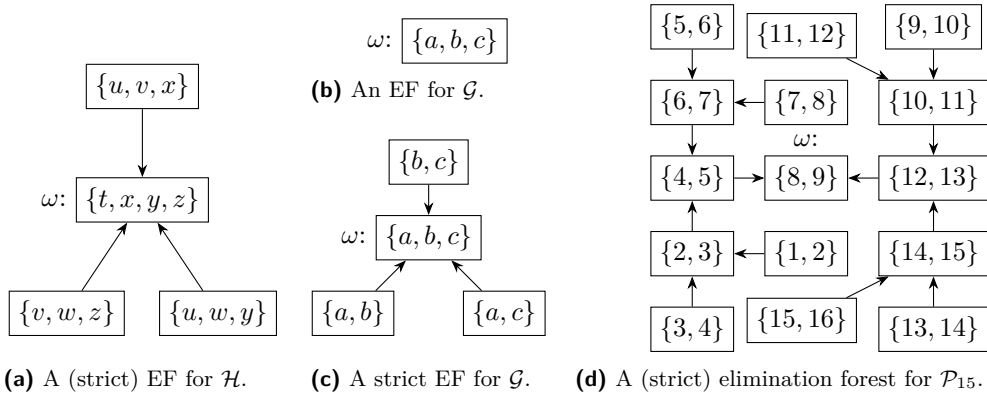 {u, v, x}
ω: {t, x, y, z}
{v, w, z} {u, w, y}
(a) A (strict) EF for H.
ω: {a, b, c}
(b) An EF for G.
{b, c}
ω: {a, b, c}
{a, b} {a, c}
(c) A strict EF for G.
{5, 6} {11, 12} {9, 10}
{6, 7} {7, 8} {10, 11}
ω:
{4, 5} {8, 9} {12, 13}
{2, 3} {1, 2} {14, 15}
{3, 4} {15, 16} {13, 14}
(d) A (strict) elimination forest for P₁₅.